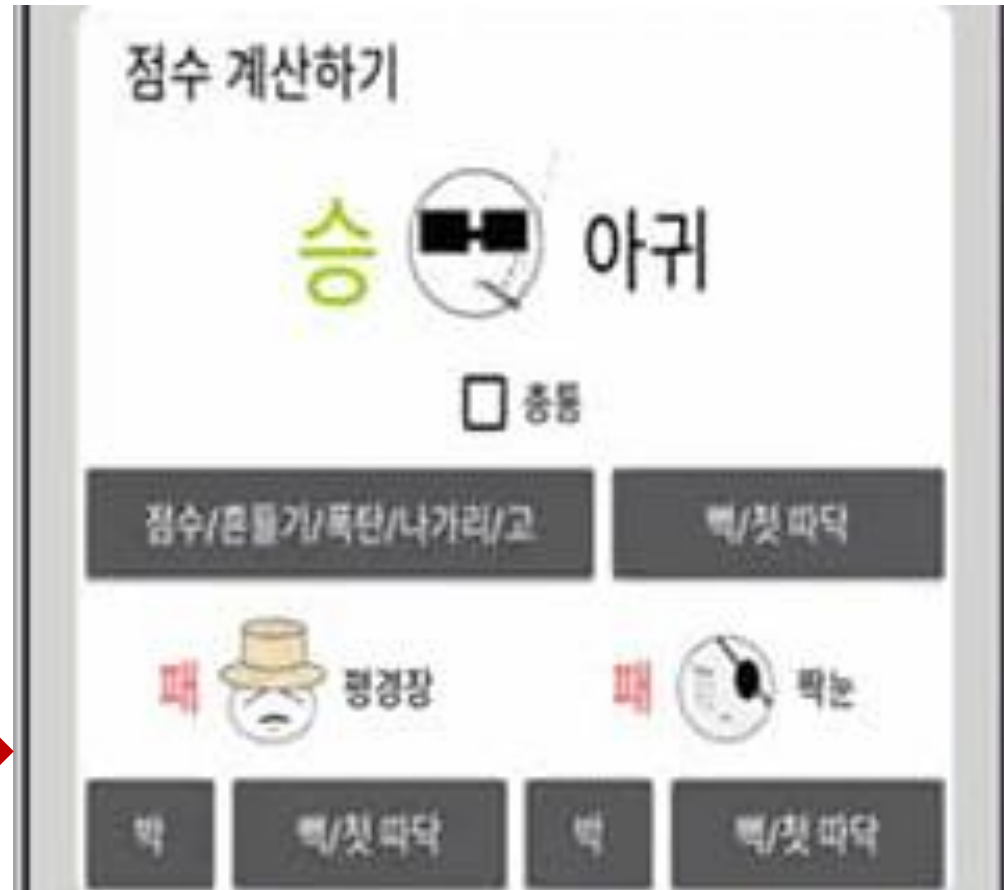 점수 계산하기
승 아귀
총통
점수/흔들기/폭탄/나가리/고 뻑/첫 따닥
패 평경장 패 짝눈
박 뻑/첫 따닥 박 뻑/첫 따닥